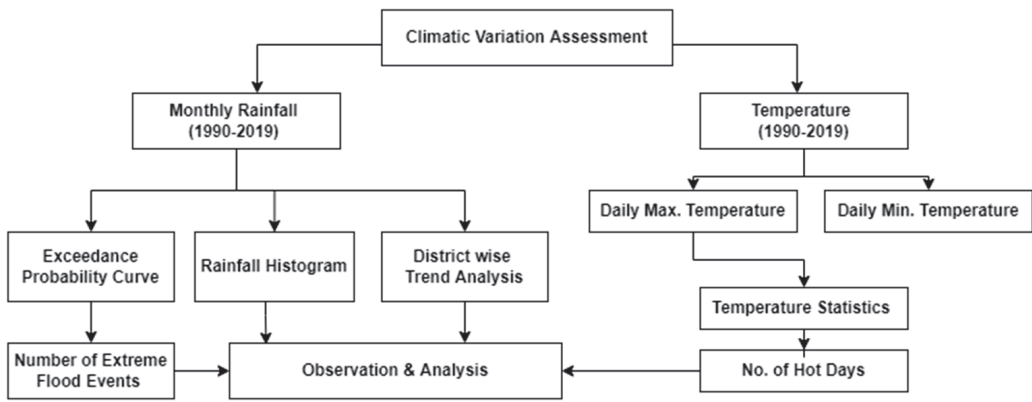 Climatic Variation Assessment
Monthly Rainfall
(1990-2019)
Temperature
(1990-2019)
Daily Max. Temperature
Daily Min. Temperature
Exceedance
Probability Curve
Rainfall Histogram
District wise
Trend Analysis
Temperature Statistics
Number of Extreme
Flood Events
Observation & Analysis
No. of Hot Days